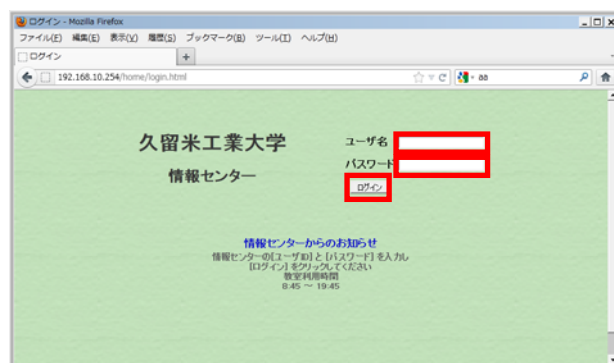 ログイン - Mozilla Firefox
ファイル(F) 編集(E) 表示(V) 履歴(S) ブックマーク(B) ツール(T) ヘルプ(H)
ログイン
192.168.10.254/home/login.html
aa
久留米工業大学
情報センター
ユーザ名
パスワード
ログイン
情報センターからのお知らせ
情報センターの[ユーザID]と[パスワード]を入力し
[ログイン]をクリックしてください
教室利用時間
8:45 ～ 19:45